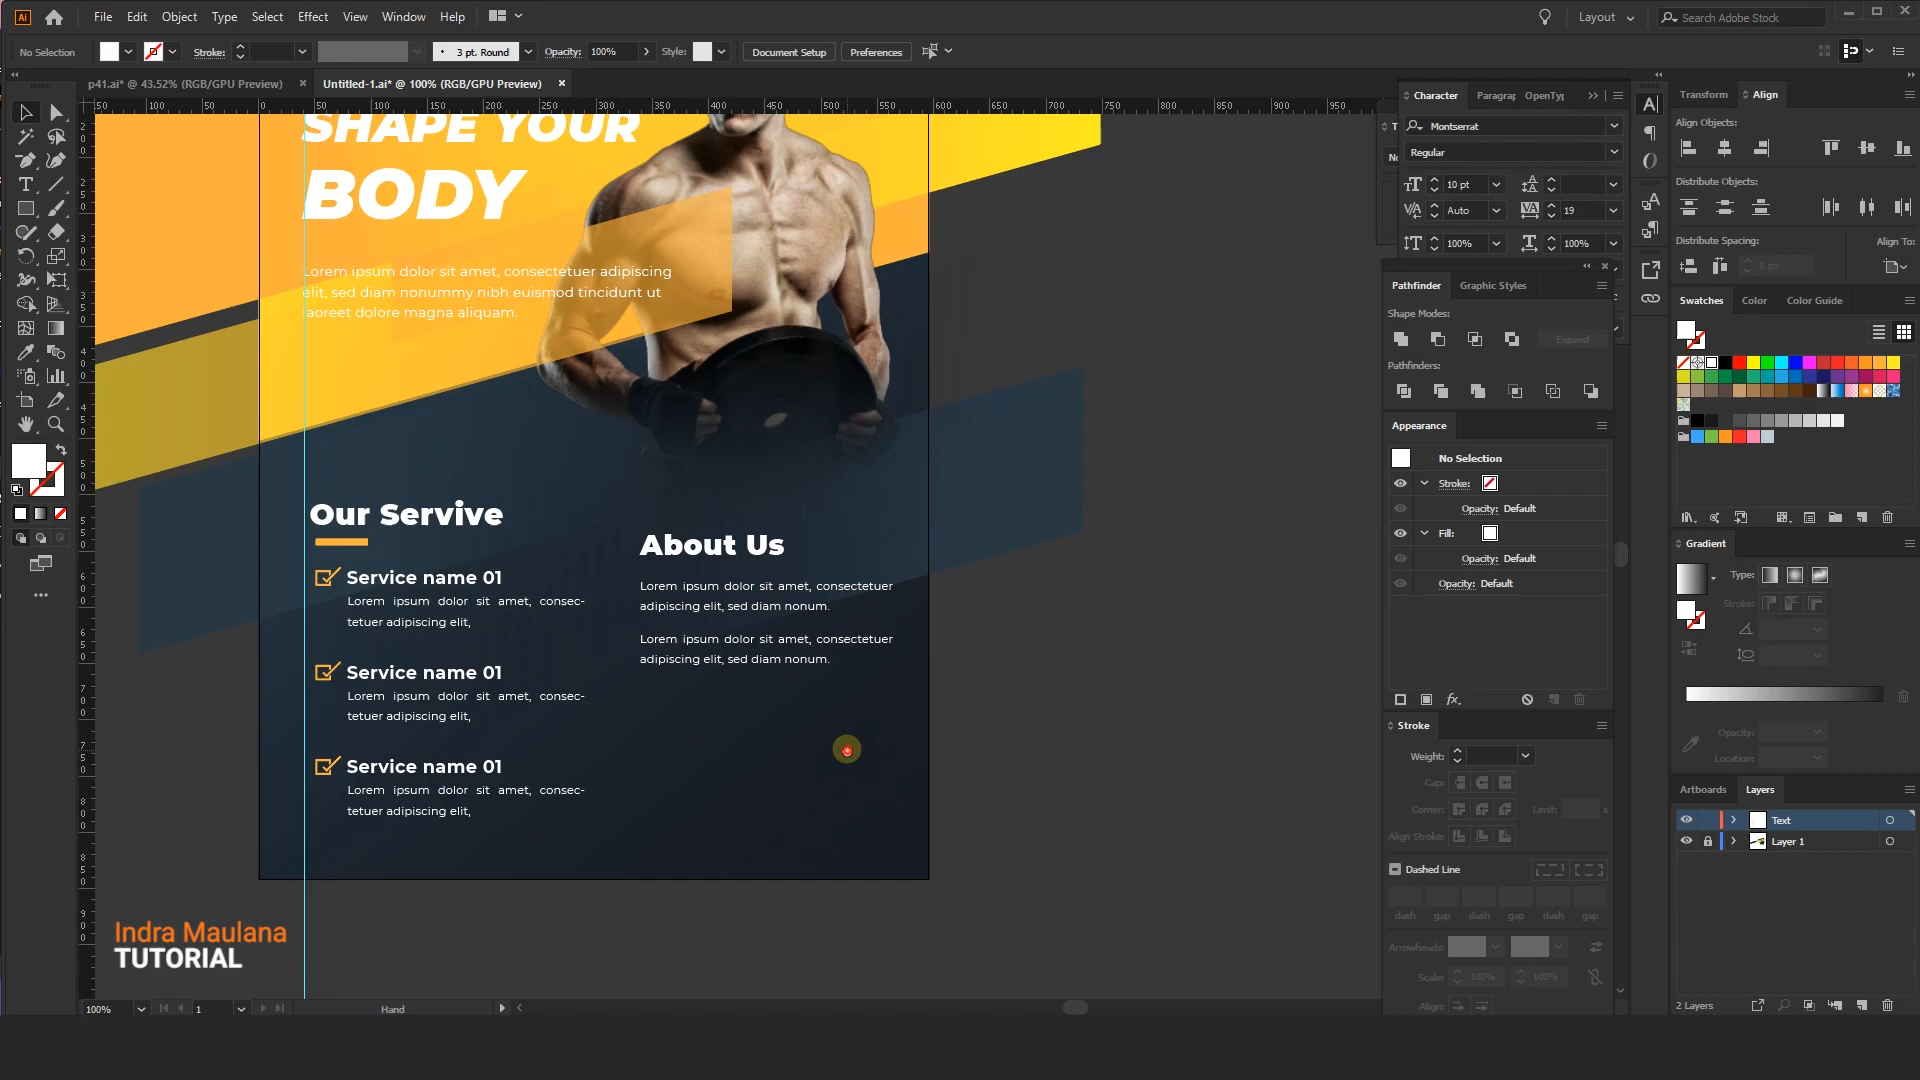 File Edit Object Type Select Effect View Window Help
Layout
Search Adobe Stock
No Selection
Stroke:
3 pt. Round
Opacity: 100%
Style:
Document Setup
Preferences
p41.ai* @ 43.52% (RGB/GPU Preview)
Untitled-1.ai* @ 100% (RGB/GPU Preview)
SHAPE YOUR
BODY
Lorem ipsum dolor sit amet, consectetuer adipiscing
elit, sed diam nonummy nibh euismod tincidunt ut
laoreet dolore magna aliquam.
Our Servive
Service name 01
Lorem ipsum dolor sit amet, consec-
tetuer adipiscing elit,
Service name 01
Lorem ipsum dolor sit amet, consec-
tetuer adipiscing elit,
Service name 01
Lorem ipsum dolor sit amet, consec-
tetuer adipiscing elit,
About Us
Lorem ipsum dolor sit amet, consectetuer
adipiscing elit, sed diam nonum.
Lorem ipsum dolor sit amet, consectetuer
adipiscing elit, sed diam nonum.
Indra Maulana
TUTORIAL
100%
1
Hand
Character
Paragrap
OpenTyp
Montserrat
Regular
10 pt
Auto
19
100%
100%
Pathfinder
Graphic Styles
Shape Modes:
Expand
Pathfinders:
Appearance
No Selection
Stroke:
Opacity: Default
Fill:
Opacity: Default
Opacity: Default
Stroke
Weight:
Cap:
Corner:
Limit:
x
Align Stroke:
Dashed Line
dash gap dash gap dash gap
Arrowheads:
Scale: 100% 100%
Align:
Transform
Align
Align Objects:
Distribute Objects:
Distribute Spacing:
Align To:
0 px
Swatches
Color
Color Guide
Gradient
Type:
Stroke:
Opacity:
Location:
Artboards
Layers
Text
Layer 1
2 Layers